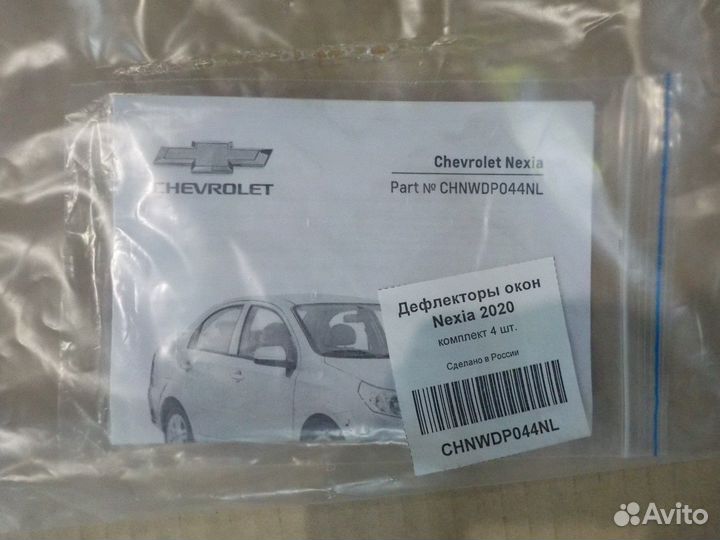 CHEVROLET
Chevrolet Nexia
Part № CHNWDP044NL
Дефлекторы окон
Nexia 2020
комплект 4 шт.
Сделано в России
CHNWDP044NL
Avito